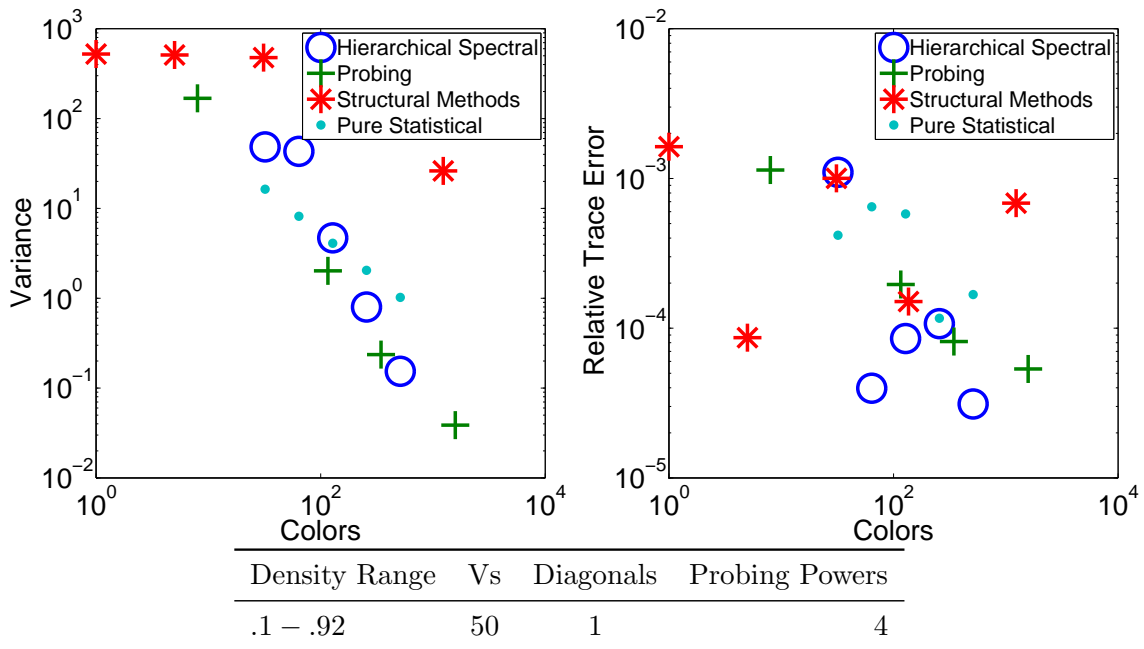 10^3
10^2
10^1
10^0
10^−1
10^−2
Variance
10^0
10^2
10^4
Colors
Hierarchical Spectral
Probing
Structural Methods
Pure Statistical
10^−2
10^−3
10^−4
10^−5
Relative Trace Error
10^0
10^2
10^4
Colors
Hierarchical Spectral
Probing
Structural Methods
Pure Statistical
Density Range Vs Diagonals Probing Powers
.1 − .92 50 1 4